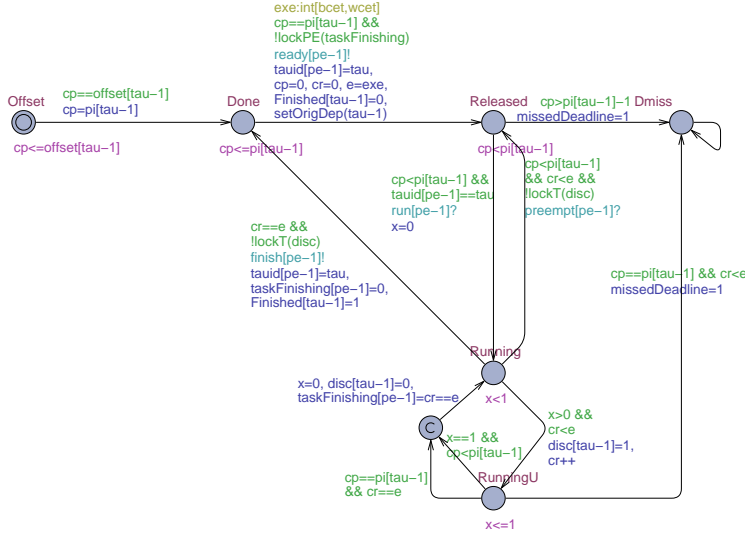 exe:int[bcet,wcet]
cp==pi[tau-1] &&
!lockPE(taskFinishing)
ready[pe-1]!
tauid[pe-1]=tau,
cp=0, cr=0, e=exe,
Finished[tau-1]=0,
setOrigDep(tau-1)
Offset
cp==offset[tau-1]
cp=pi[tau-1]
cp<=offset[tau-1]
Done
cp<=pi[tau-1]
Released
cp<pi[tau-1]
cp>pi[tau-1]-1
missedDeadline=1
Dmiss
cp<pi[tau-1] &&
tauid[pe-1]==tau
run[pe-1]?
x=0
cp<pi[tau-1]
&& cr<e &&
!lockT(disc)
preempt[pe-1]?
cr==e &&
!lockT(disc)
finish[pe-1]!
tauid[pe-1]=tau,
taskFinishing[pe-1]=0,
Finished[tau-1]=1
cp==pi[tau-1] && cr<e
missedDeadline=1
Running
x<1
x=0, disc[tau-1]=0,
taskFinishing[pe-1]=cr==e
C
x==1 &&
cp<pi[tau-1]
x>0 &&
cr<e
disc[tau-1]=1,
cr++
cp==pi[tau-1]
&& cr==e
RunningU
x<=1